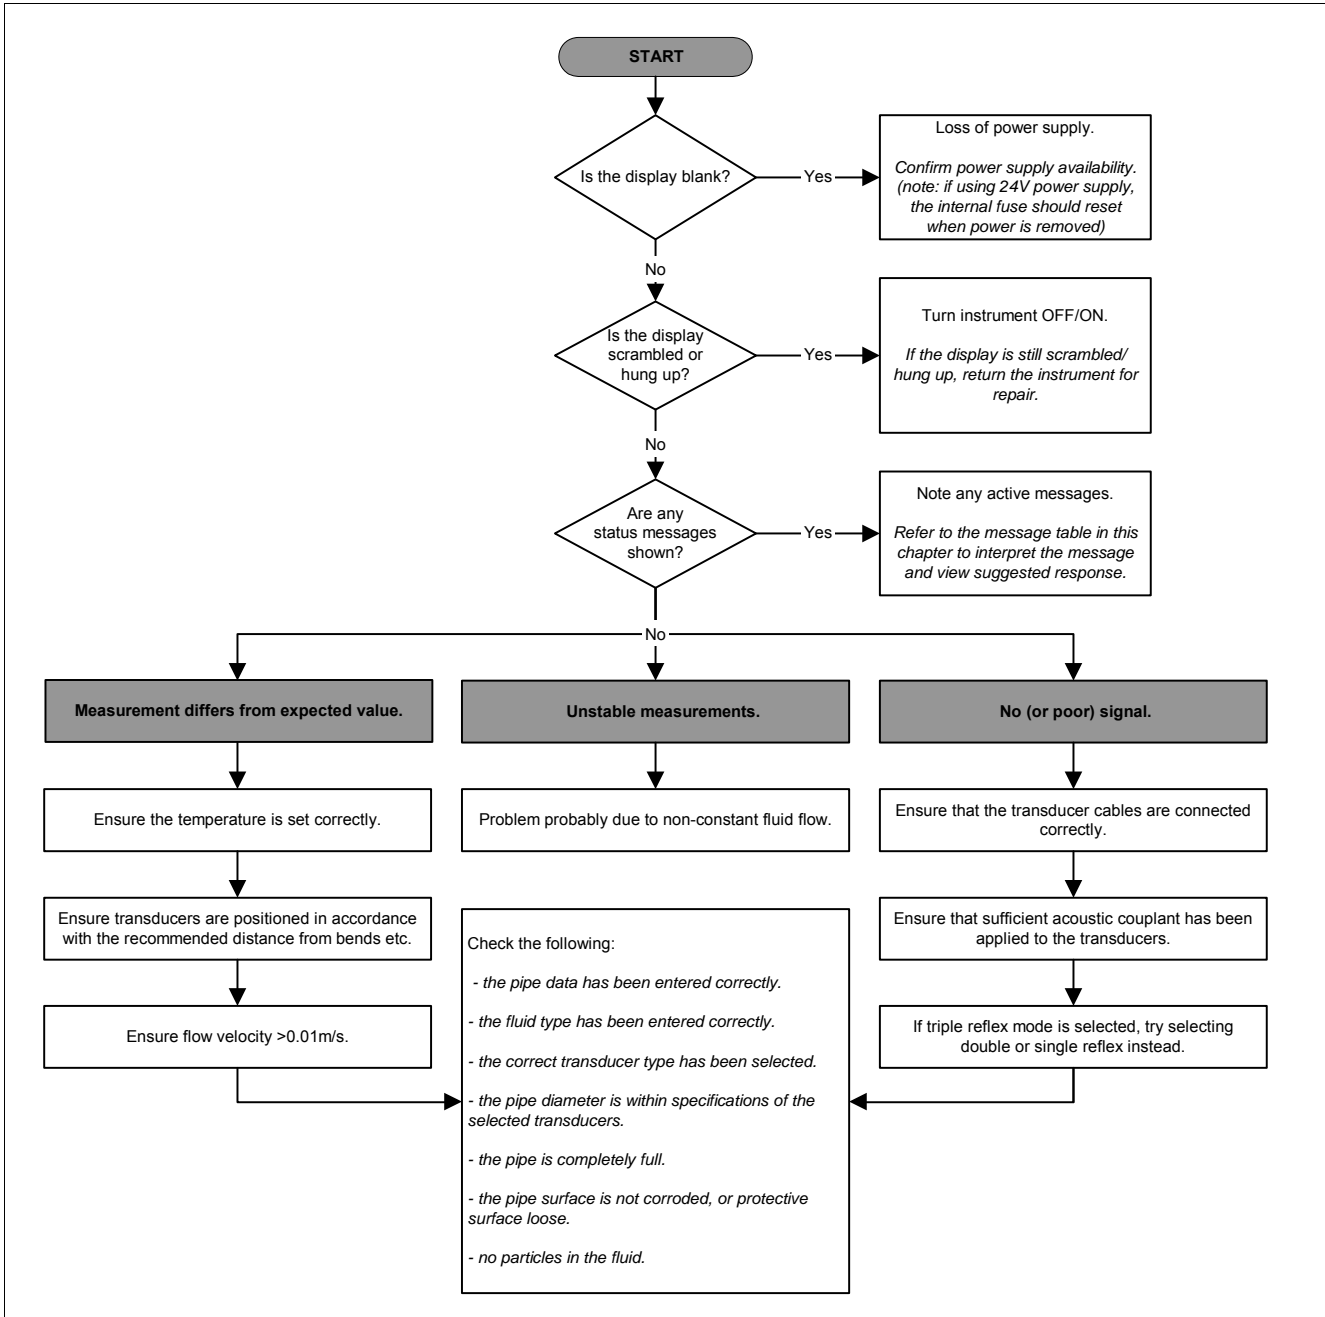 START
Is the display blank?
Yes
Loss of power supply.
Confirm power supply availability.
(note: if using 24V power supply,
the internal fuse should reset
when power is removed)
No
Is the display
scrambled or
hung up?
Yes
Turn instrument OFF/ON.
If the display is still scrambled/
hung up, return the instrument for
repair.
No
Are any
status messages
shown?
Yes
Note any active messages.
Refer to the message table in this
chapter to interpret the message
and view suggested response.
No
Measurement differs from expected value.
Unstable measurements.
No (or poor) signal.
Ensure the temperature is set correctly.
Problem probably due to non-constant fluid flow.
Ensure that the transducer cables are connected
correctly.
Ensure transducers are positioned in accordance
with the recommended distance from bends etc.
Ensure that sufficient acoustic couplant has been
applied to the transducers.
Ensure flow velocity >0.01m/s.
If triple reflex mode is selected, try selecting
double or single reflex instead.
Check the following:
- the pipe data has been entered correctly.
- the fluid type has been entered correctly.
- the correct transducer type has been selected.
- the pipe diameter is within specifications of the
selected transducers.
- the pipe is completely full.
- the pipe surface is not corroded, or protective
surface loose.
- no particles in the fluid.